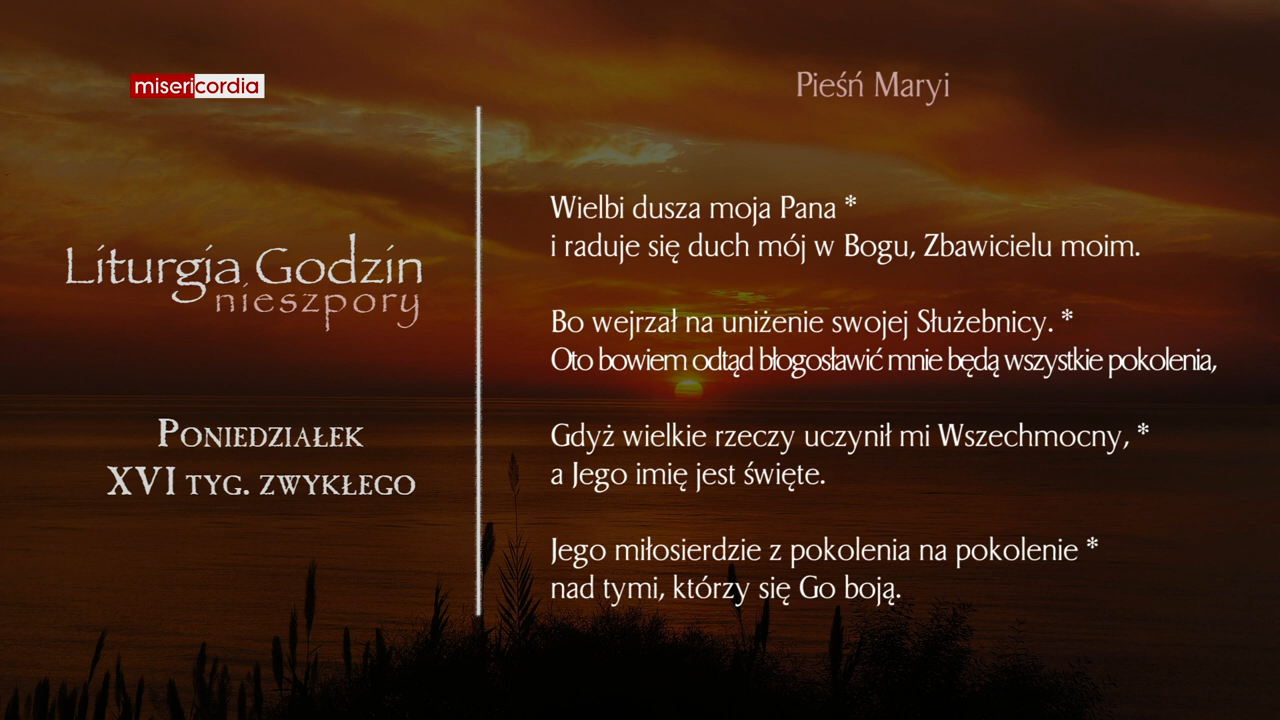 misericordia
Liturgia Godzin
nieszpory
Poniedziałek
XVI tyg. zwykłego
Pieśń Maryi
Wielbi dusza moja Pana *
i raduje się duch mój w Bogu, Zbawicielu moim.
Bo wejrzał na uniżenie swojej Służebnicy. *
Oto bowiem odtąd błogosławić mnie będą wszystkie pokolenia,
Gdyż wielkie rzeczy uczynił mi Wszechmocny, *
a Jego imię jest święte.
Jego miłosierdzie z pokolenia na pokolenie *
nad tymi, którzy się Go boją.